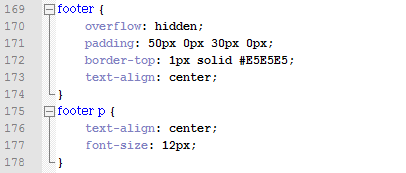 169 footer {
170 overflow: hidden;
171 padding: 50px 0px 30px 0px;
172 border-top: 1px solid #E5E5E5;
173 text-align: center;
174 }
175 footer p {
176 text-align: center;
177 font-size: 12px;
178 }